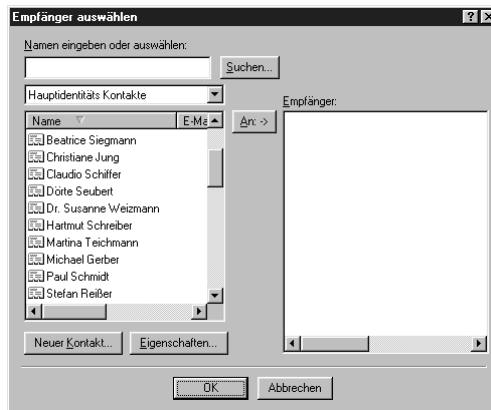 Empfänger auswählen
Namen eingeben oder auswählen:
Suchen...
Hauptidentitäts Kontakte
Empfänger:
Name E-Ma
An: ->
Beatrice Siegmann
Christiane Jung
Claudio Schiffer
Dörte Seubert
Dr. Susanne Weizmann
Hartmut Schreiber
Martina Teichmann
Michael Gerber
Paul Schmidt
Stefan Reißer
Neuer Kontakt... Eigenschaften...
OK Abbrechen